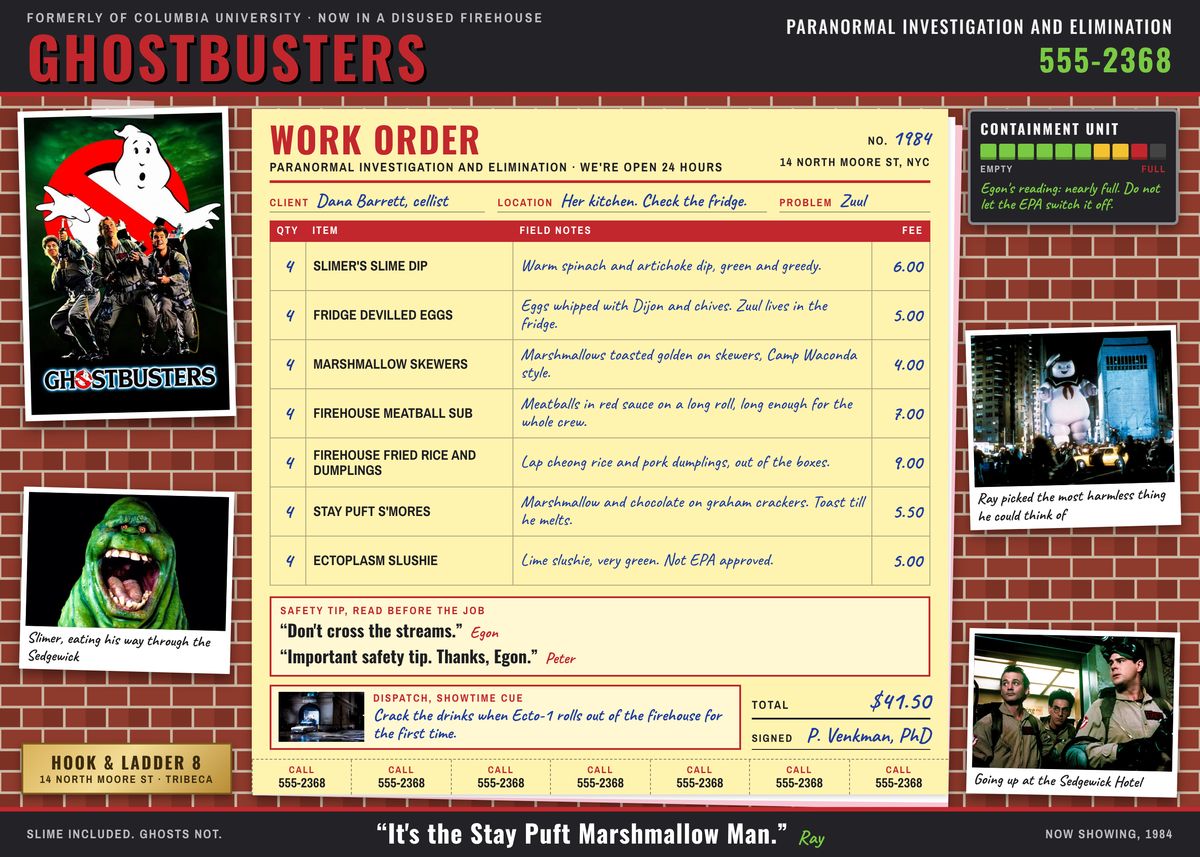 FORMERLY OF COLUMBIA UNIVERSITY · NOW IN A DISUSED FIREHOUSE
GHOSTBUSTERS
PARANORMAL INVESTIGATION AND ELIMINATION
555-2368
GHOSTBUSTERS
Slimer, eating his way through the
Sedgewick
HOOK & LADDER 8
14 NORTH MOORE ST · TRIBECA
WORK ORDER
PARANORMAL INVESTIGATION AND ELIMINATION · WE'RE OPEN 24 HOURS
NO. 1984
14 NORTH MOORE ST, NYC
CLIENT Dana Barrett, cellist LOCATION Her kitchen. Check the fridge. PROBLEM Zuul
QTY ITEM FIELD NOTES FEE
4 SLIMER'S SLIME DIP Warm spinach and artichoke dip, green and greedy. 6.00
4 FRIDGE DEVILLED EGGS Eggs whipped with Dijon and chives. Zuul lives in the
fridge. 5.00
4 MARSHMALLOW SKEWERS Marshmallows toasted golden on skewers, Camp Waconda
style. 4.00
4 FIREHOUSE MEATBALL SUB Meatballs in red sauce on a long roll, long enough for the
whole crew. 7.00
4 FIREHOUSE FRIED RICE AND
DUMPLINGS Lap cheong rice and pork dumplings, out of the boxes. 9.00
4 STAY PUFT S'MORES Marshmallow and chocolate on graham crackers. Toast till
he melts. 5.50
4 ECTOPLASM SLUSHIE Lime slushie, very green. Not EPA approved. 5.00
SAFETY TIP, READ BEFORE THE JOB
“Don't cross the streams.” Egon
“Important safety tip. Thanks, Egon.” Peter
DISPATCH, SHOWTIME CUE
Crack the drinks when Ecto-1 rolls out of the firehouse for
the first time.
TOTAL $41.50
SIGNED P. Venkman, PhD
CALL CALL CALL CALL CALL CALL CALL
555-2368 555-2368 555-2368 555-2368 555-2368 555-2368 555-2368
CONTAINMENT UNIT
EMPTY FULL
Egon's reading: nearly full. Do not
let the EPA switch it off.
Ray picked the most harmless thing
he could think of
Going up at the Sedgewick Hotel
SLIME INCLUDED. GHOSTS NOT.
“It's the Stay Puft Marshmallow Man.” Ray
NOW SHOWING, 1984